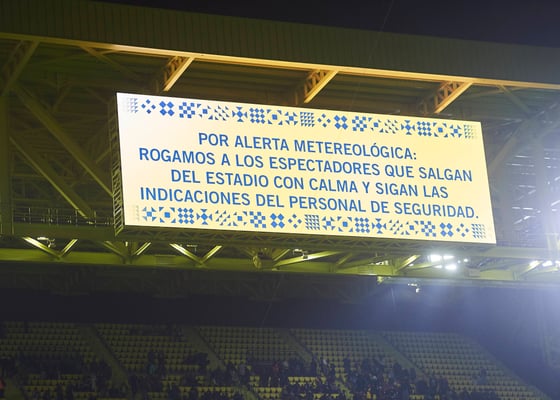 POR ALERTA METEREOLÓGICA:
ROGAMOS A LOS ESPECTADORES QUE SALGAN
DEL ESTADIO CON CALMA Y SIGAN LAS
INDICACIONES DEL PERSONAL DE SEGURIDAD.